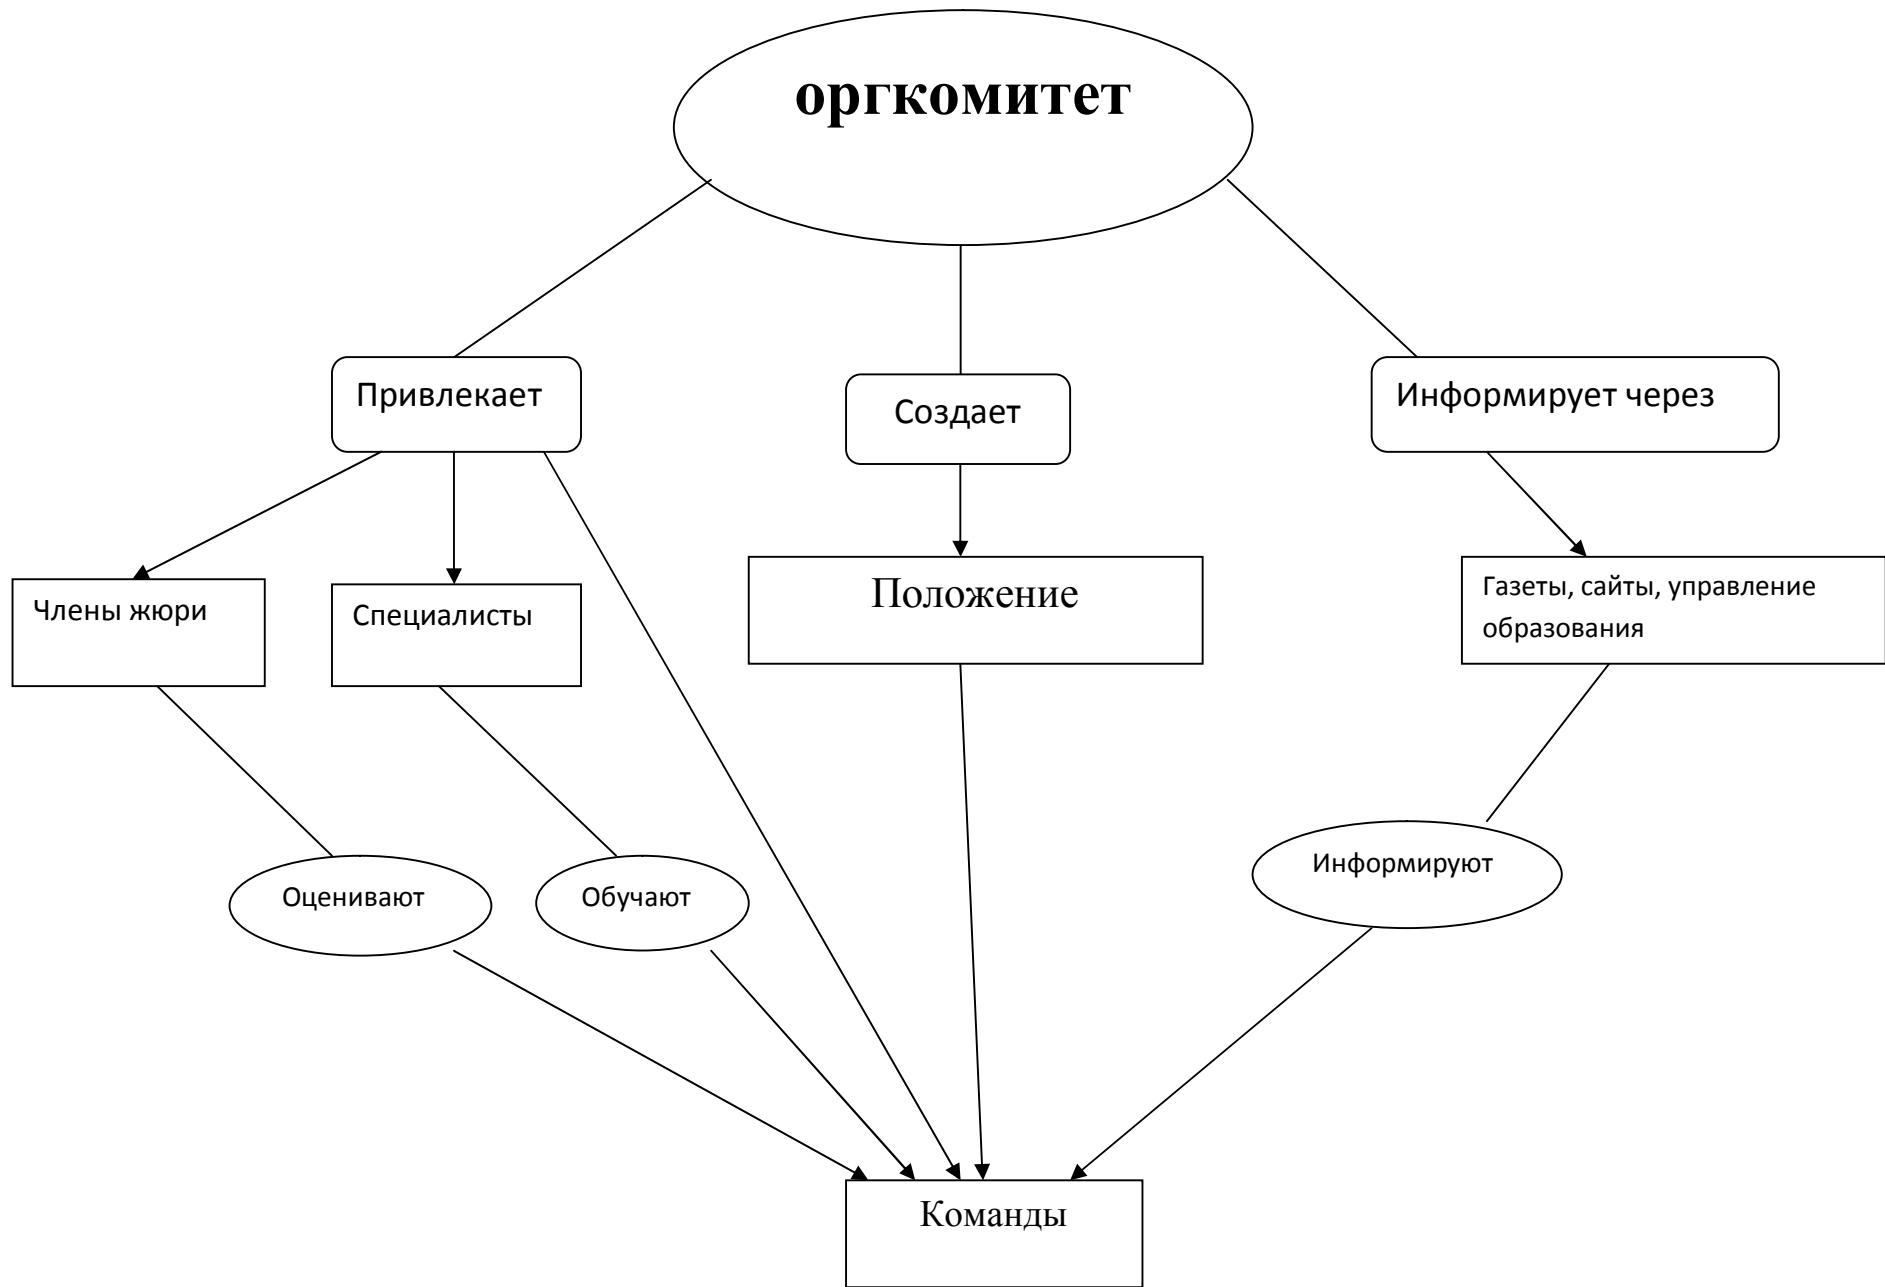 оргкомитет
Привлекает
Создает
Информирует через
Члены жюри
Специалисты
Положение
Газеты, сайты, управление
образования
Оценивают
Обучают
Информируют
Команды